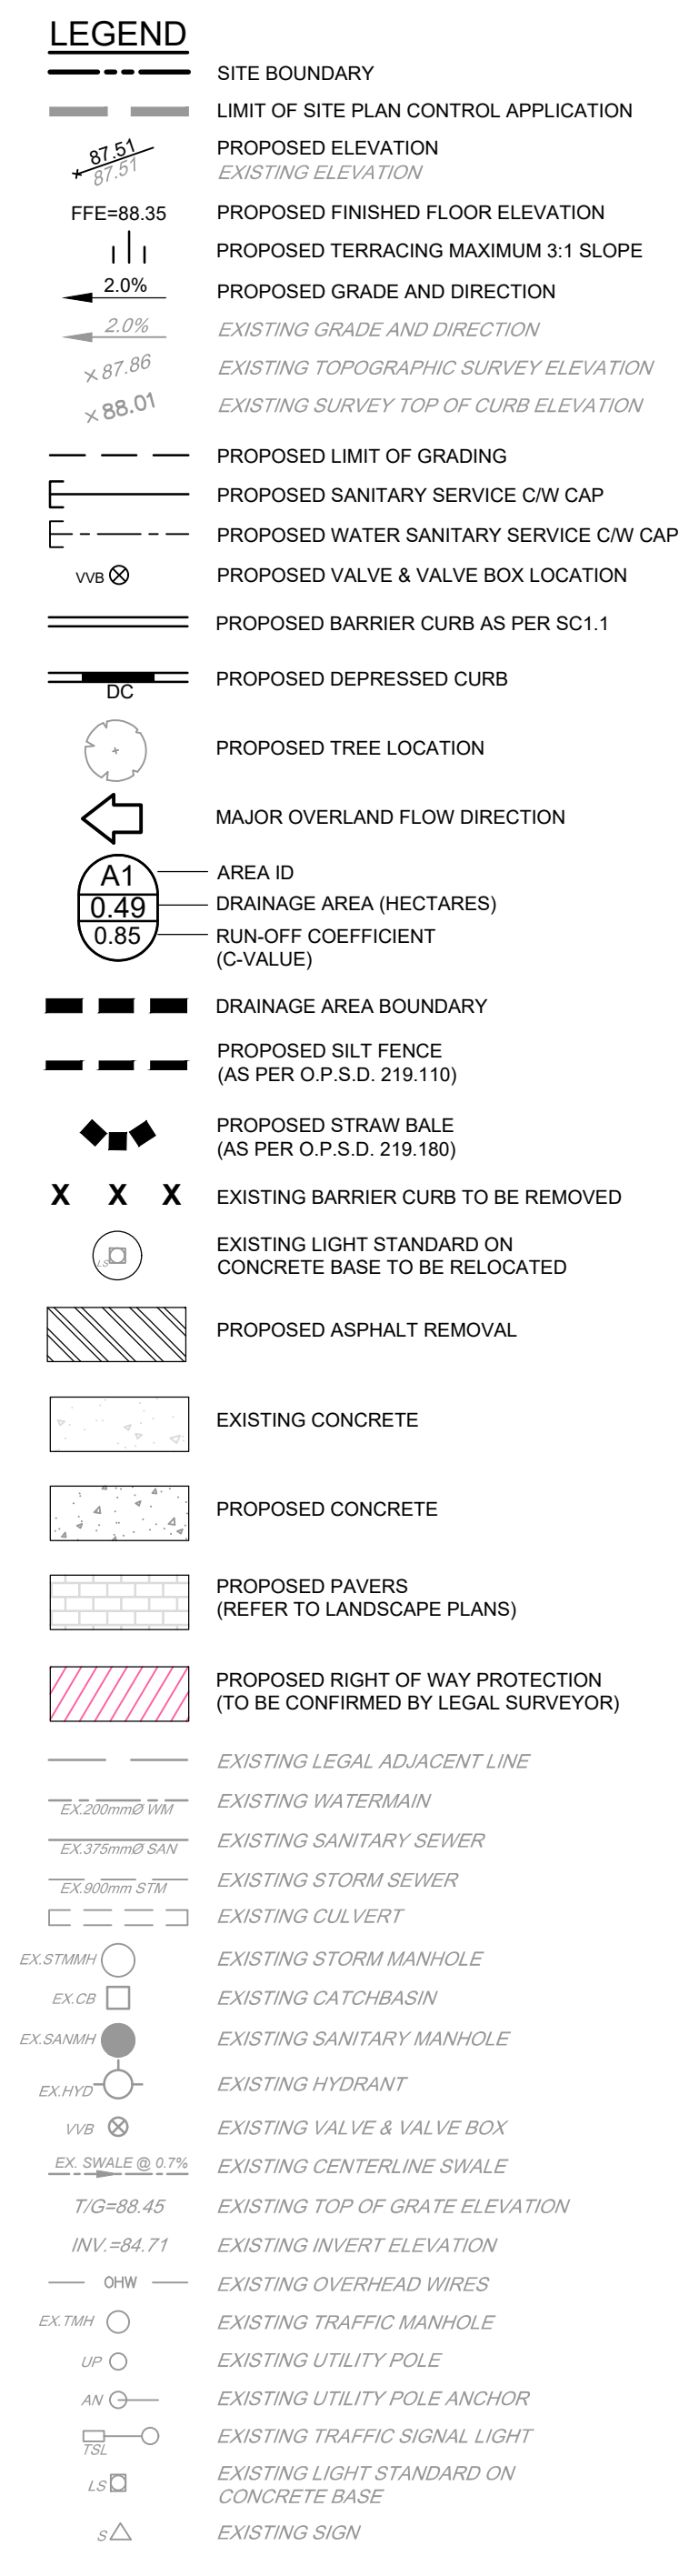 LEGEND
SITE BOUNDARY
LIMIT OF SITE PLAN CONTROL APPLICATION
87.51 PROPOSED ELEVATION
87.51 EXISTING ELEVATION
FFE=88.35 PROPOSED FINISHED FLOOR ELEVATION
PROPOSED TERRACING MAXIMUM 3:1 SLOPE
2.0% PROPOSED GRADE AND DIRECTION
2.0% EXISTING GRADE AND DIRECTION
×87.86 EXISTING TOPOGRAPHIC SURVEY ELEVATION
×88.01 EXISTING SURVEY TOP OF CURB ELEVATION
PROPOSED LIMIT OF GRADING
PROPOSED SANITARY SERVICE C/W CAP
PROPOSED WATER SANITARY SERVICE C/W CAP
VVB PROPOSED VALVE & VALVE BOX LOCATION
PROPOSED BARRIER CURB AS PER SC1.1
PROPOSED DEPRESSED CURB
DC
PROPOSED TREE LOCATION
MAJOR OVERLAND FLOW DIRECTION
A1 AREA ID
0.49 DRAINAGE AREA (HECTARES)
0.85 RUN-OFF COEFFICIENT
(C-VALUE)
DRAINAGE AREA BOUNDARY
PROPOSED SILT FENCE
(AS PER O.P.S.D. 219.110)
PROPOSED STRAW BALE
(AS PER O.P.S.D. 219.180)
X X X EXISTING BARRIER CURB TO BE REMOVED
EXISTING LIGHT STANDARD ON
LS CONCRETE BASE TO BE RELOCATED
PROPOSED ASPHALT REMOVAL
EXISTING CONCRETE
PROPOSED CONCRETE
PROPOSED PAVERS
(REFER TO LANDSCAPE PLANS)
PROPOSED RIGHT OF WAY PROTECTION
(TO BE CONFIRMED BY LEGAL SURVEYOR)
EXISTING LEGAL ADJACENT LINE
EX.200mmØ WM EXISTING WATERMAIN
EX.375mmØ SAN EXISTING SANITARY SEWER
EX.900mm STM EXISTING STORM SEWER
EXISTING CULVERT
EX.STMMH EXISTING STORM MANHOLE
EX.CB EXISTING CATCHBASIN
EX.SANMH EXISTING SANITARY MANHOLE
EX.HYD EXISTING HYDRANT
VVB EXISTING VALVE & VALVE BOX
EX. SWALE @ 0.7% EXISTING CENTERLINE SWALE
T/G=88.45 EXISTING TOP OF GRATE ELEVATION
INV.=84.71 EXISTING INVERT ELEVATION
OHW EXISTING OVERHEAD WIRES
EX.TMH EXISTING TRAFFIC MANHOLE
UP EXISTING UTILITY POLE
AN EXISTING UTILITY POLE ANCHOR
TSL EXISTING TRAFFIC SIGNAL LIGHT
LS EXISTING LIGHT STANDARD ON
CONCRETE BASE
S EXISTING SIGN